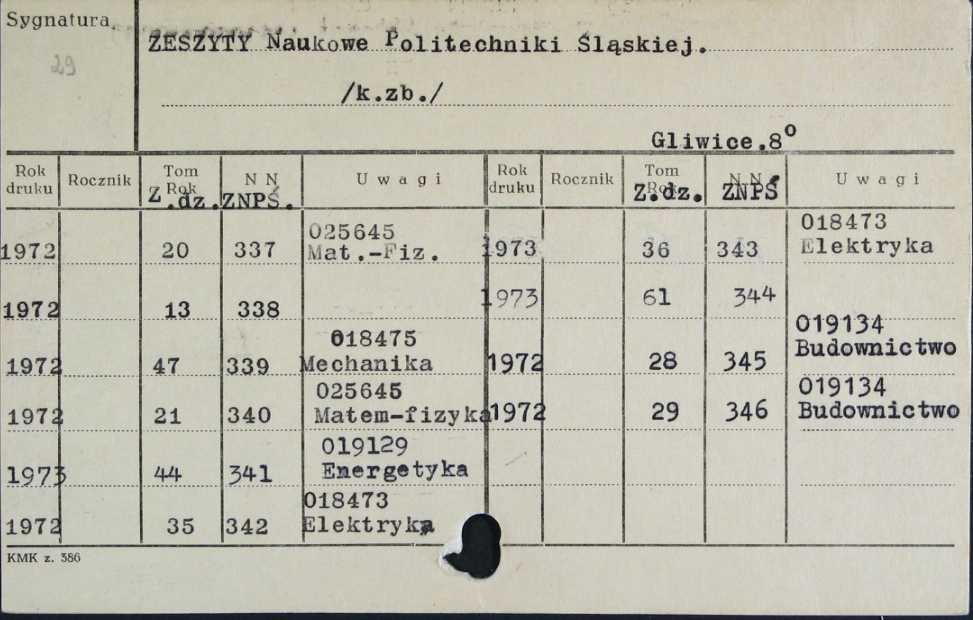 Sygnatura.
29
ZESZYTY Naukowe Politechniki Śląskiej.
/k.zb./
Gliwice.8º
Rok druku Rocznik Tom Rok N N U w a g i Rok druku Rocznik Tom Rok N N U w a g i
Z.dz. ZNPŚ. Z.dz. ZNPŚ
025645 018473
1972 20 337 Mat.-Fiz. 1973 36 343 Elektryka
1972 13 338 1973 61 344
018475 019134
1972 47 339 Mechanika 1972 28 345 Budownictwo
025645 019134
1972 21 340 Matem-fizyka 1972 29 346 Budownictwo
019129
1973 44 341 Energetyka
018473
1972 35 342 Elektryka
KMK z. 386